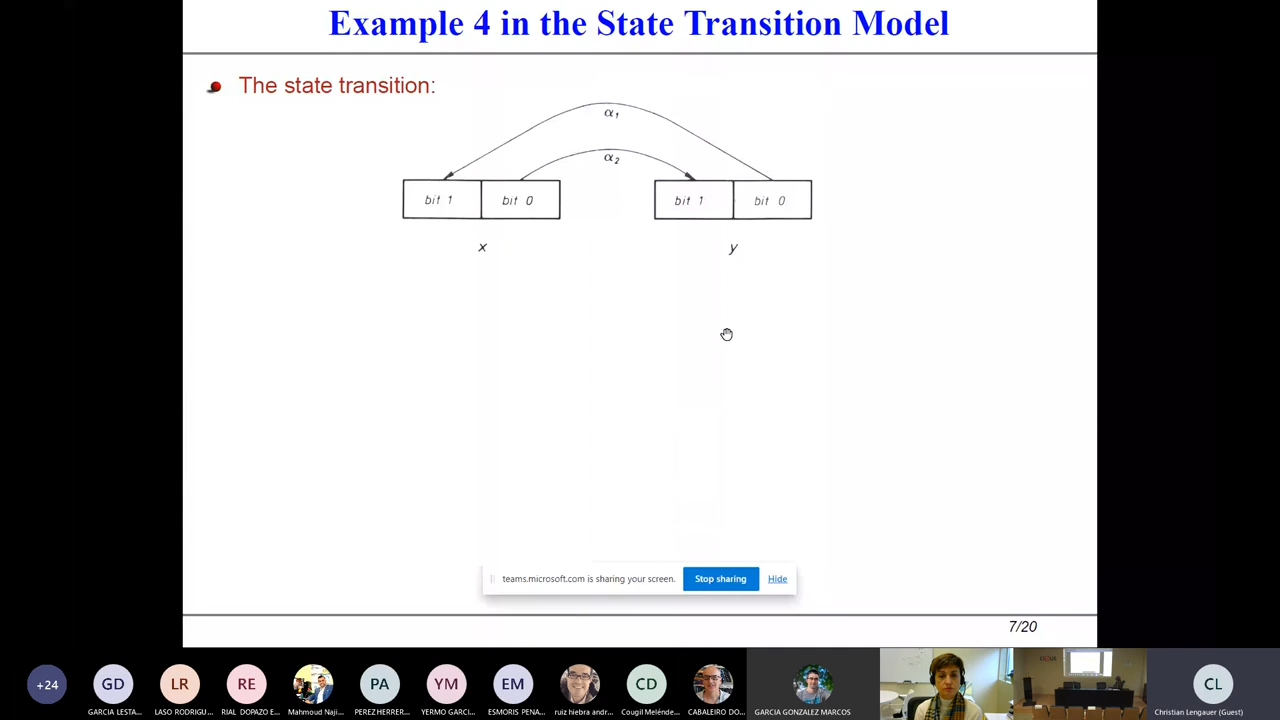 Example 4 in the State Transition Model
The state transition:
α1
α2
bit 1
bit 0
bit 1
bit 0
x
y
teams.microsoft.com is sharing your screen.
Stop sharing
Hide
7/20
+24
GD
LR
RE
PA
YM
EM
CD
CL
GARCIA LESTA...
LASO RODRIGU...
RIAL DOPAZO E...
Mahmoud Naji...
PEREZ HERRER...
YERMO GARCI...
ESMORIS PENA...
ruiz hiebra andr...
Cougil Meléndez...
CABALEIRO DO...
GARCIA GONZALEZ MARCOS
Christian Lengauer (Guest)